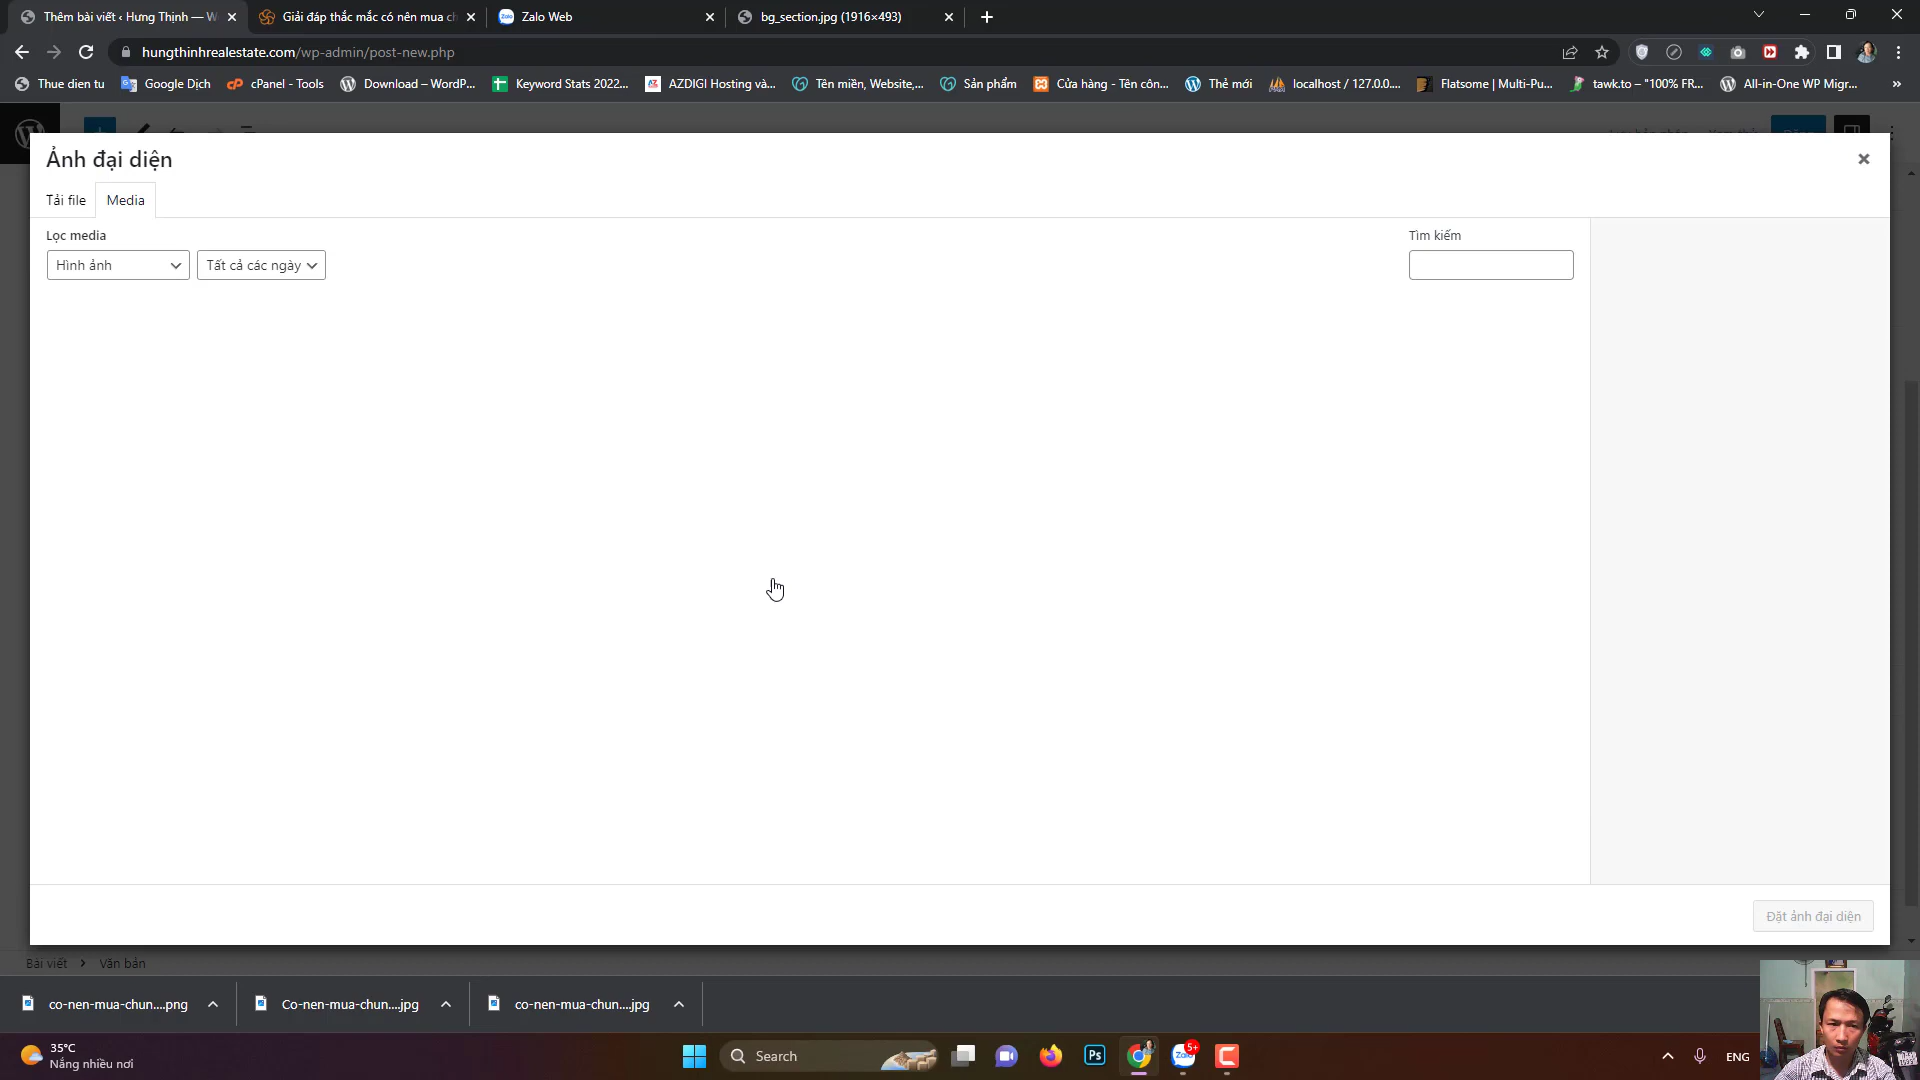 Thêm bài viết ‹ Hưng Thịnh — W
Giải đáp thắc mắc có nên mua ch
Zalo Web
bg_section.jpg (1916×493)
hungthinhrealestate.com/wp-admin/post-new.php
Thue dien tu
Google Dịch
cPanel - Tools
Download – WordP...
Keyword Stats 2022...
AZDIGI Hosting và...
Tên miền, Website,...
Sản phẩm
Cửa hàng - Tên côn...
Thẻ mới
localhost / 127.0.0....
Flatsome | Multi-Pu...
tawk.to – "100% FR...
All-in-One WP Migr...
»
Ảnh đại diện
Tải file
Media
Lọc media
Tìm kiếm
Hình ảnh
Tất cả các ngày
Đặt ảnh đại diện
Bài viết
Văn bản
co-nen-mua-chun....png
Co-nen-mua-chun....jpg
co-nen-mua-chun....jpg
35°C
Nắng nhiều nơi
Search
Ps
Zalo
5+
ENG